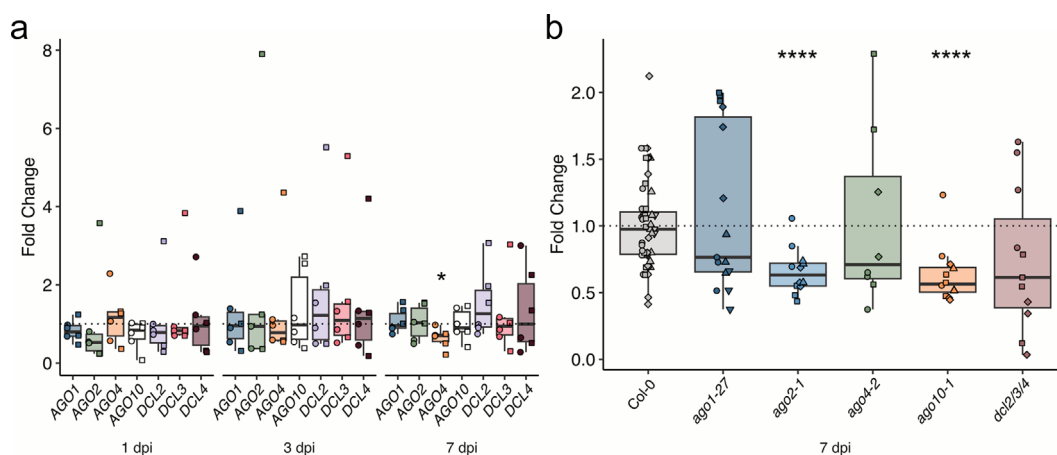 a
Fold Change
8
6
4
2
0
*
AGO1 AGO2 AGO4 AGO10 DCL2 DCL3 DCL4 AGO1 AGO2 AGO4 AGO10 DCL2 DCL3 DCL4 AGO1 AGO2 AGO4 AGO10 DCL2 DCL3 DCL4
1 dpi 3 dpi 7 dpi
b
Fold Change
2.0
1.5
1.0
0.5
0.0
**** ****
Col-0 ago1-27 ago2-1 ago4-2 ago10-1 dcl2/3/4
7 dpi